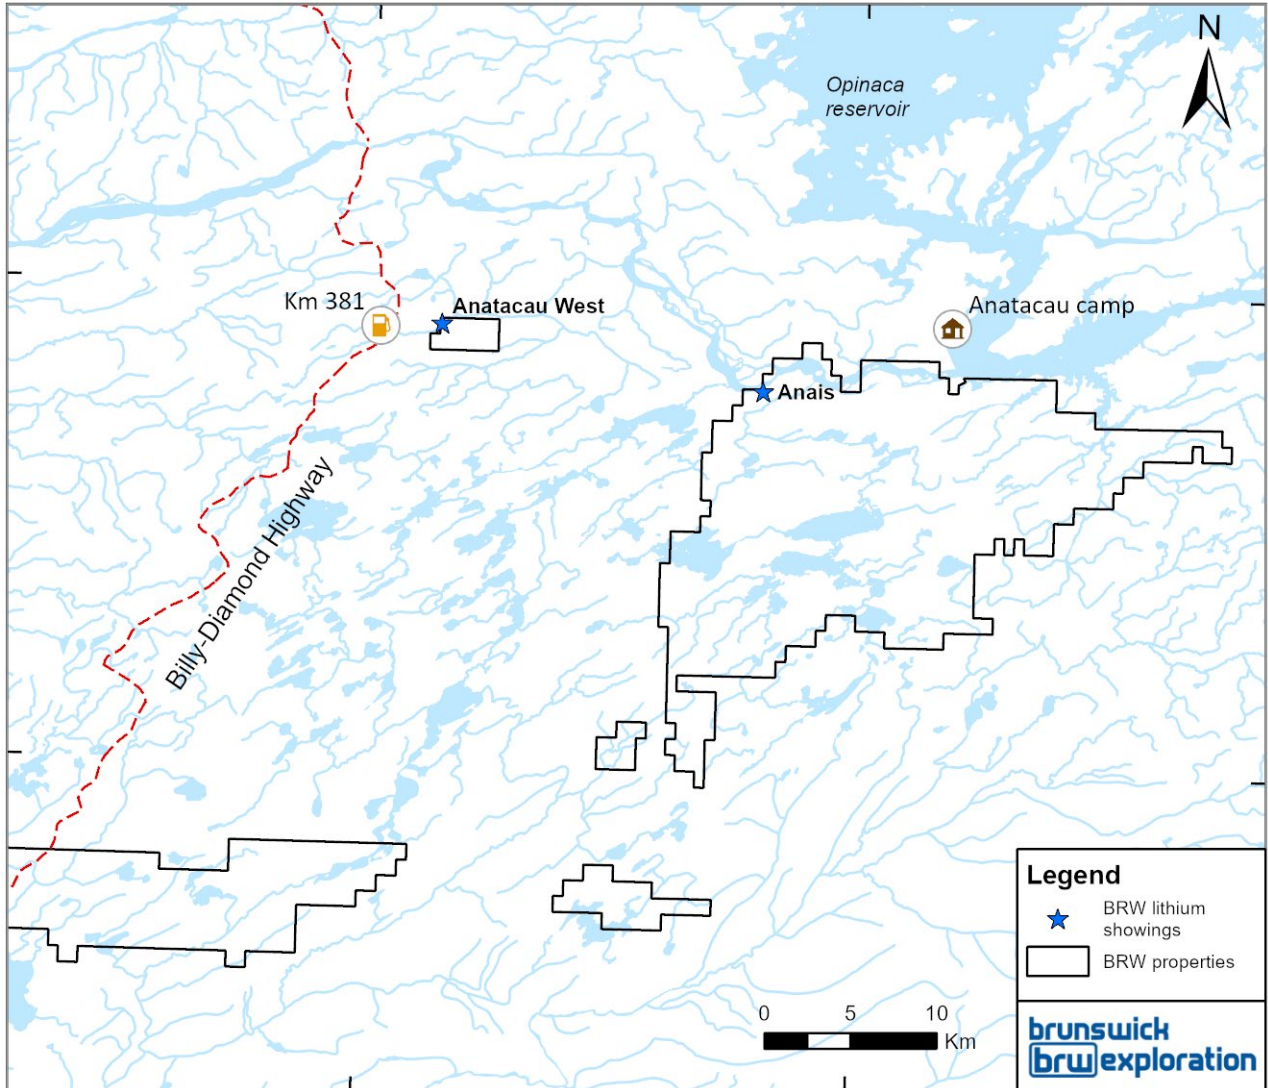 N
Opinaca
reservoir
Km 381
Anatacau West
Anatacau camp
Anais
Billy-Diamond Highway
Legend
BRW lithium
showings
BRW properties
0 5 10
Km
brunswick
brw exploration